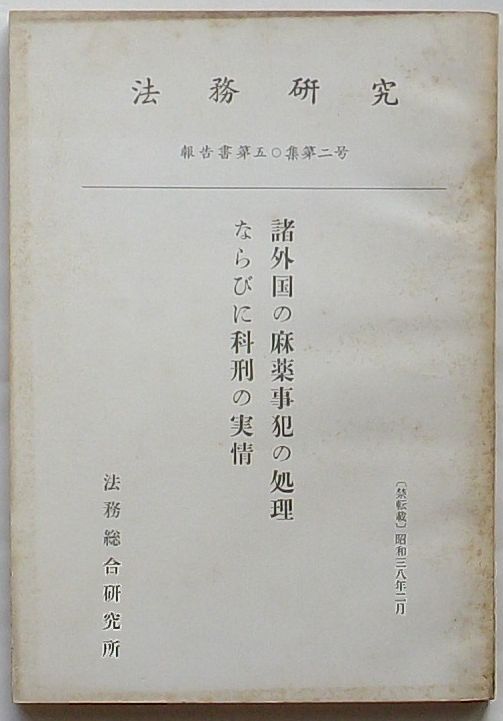 法務研究
報告書第五〇集第二号
〔禁転載〕昭和三八年二月
諸外国の麻薬事犯の処理
ならびに科刑の実情
法務総合研究所